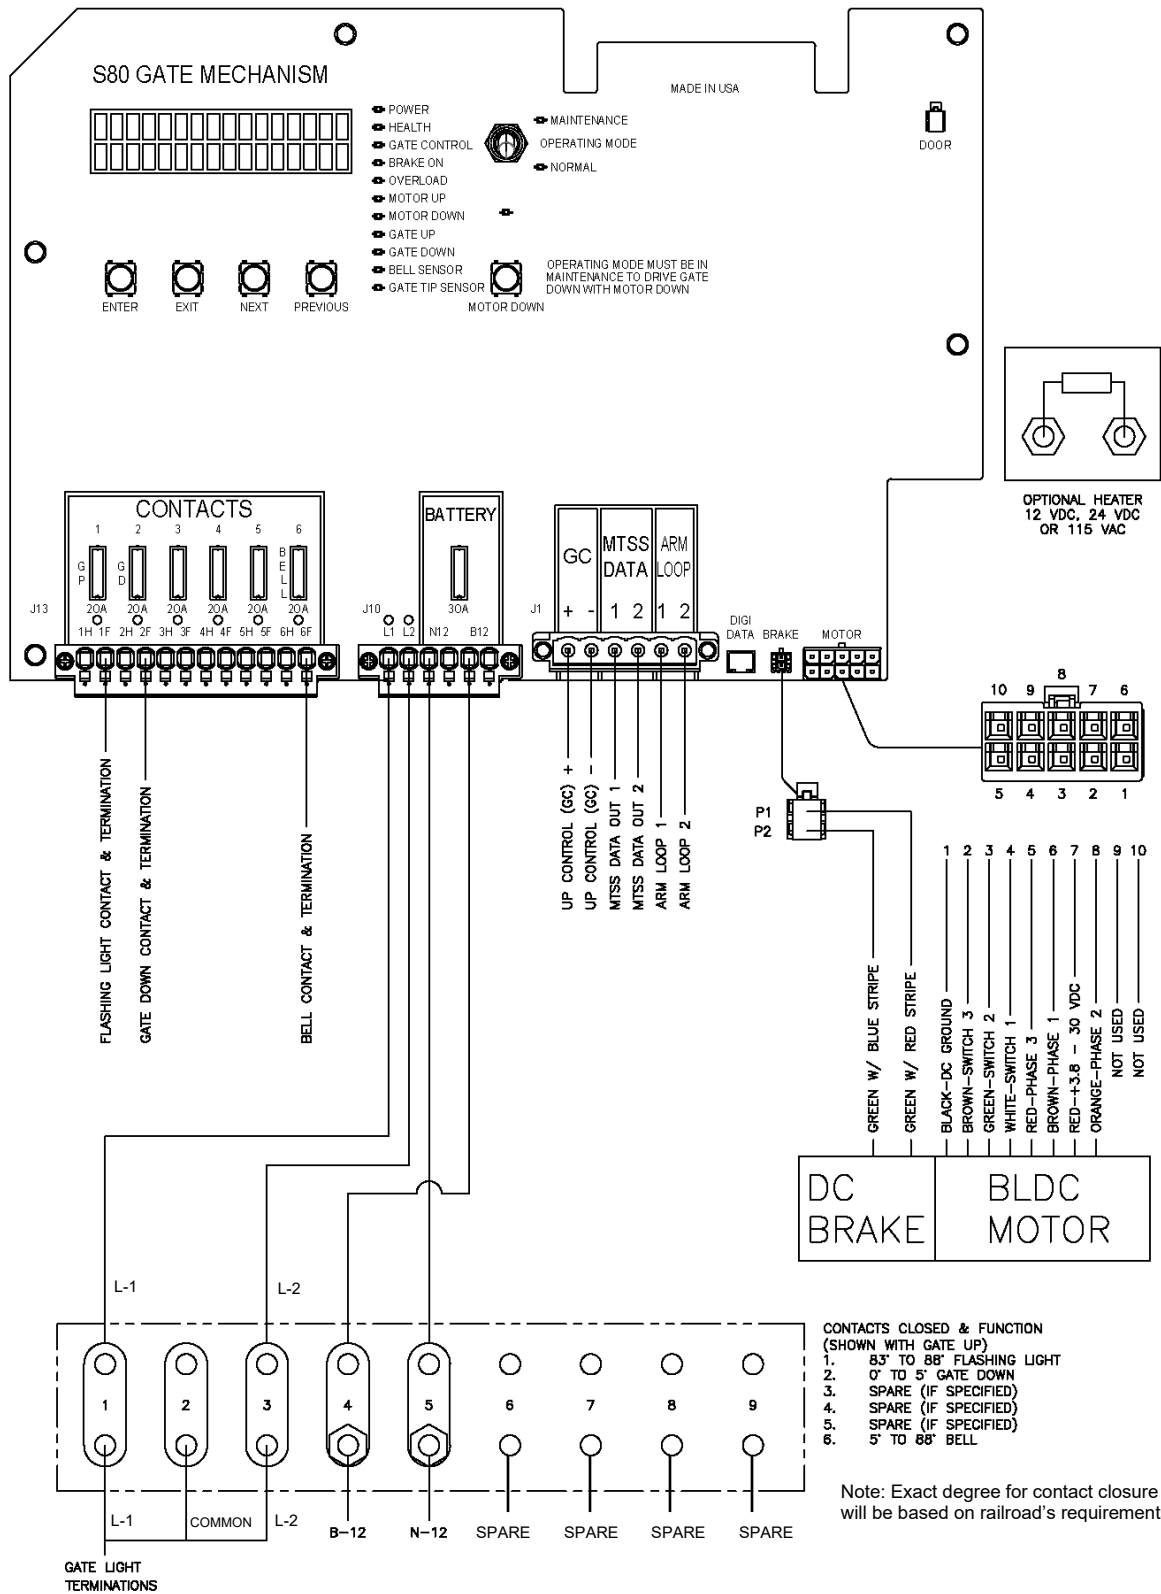 S80 GATE MECHANISM
MADE IN USA
POWER
HEALTH
GATE CONTROL
BRAKE ON
OVERLOAD
MOTOR UP
MOTOR DOWN
GATE UP
GATE DOWN
BELL SENSOR
GATE TIP SENSOR
MAINTENANCE
OPERATING MODE
NORMAL
DOOR
OPERATING MODE MUST BE IN
MAINTENANCE TO DRIVE GATE
DOWN WITH MOTOR DOWN
ENTER EXIT NEXT PREVIOUS MOTOR DOWN
OPTIONAL HEATER
12 VDC, 24 VDC
OR 115 VAC
CONTACTS
1 2 3 4 5 6
GP
GD
BELL
20A 20A 20A 20A 20A 20A
J13
1H 1F 2H 2F 3H 3F 4H 4F 5H 5F 6H 6F
BATTERY
30A
J10
L1 L2 N12 B12
GC
MTSS DATA
ARM LOOP
J1
+ - 1 2 1 2
DIGI DATA
BRAKE
MOTOR
8
10 9 7 6
5 4 3 2 1
FLASHING LIGHT CONTACT & TERMINATION
GATE DOWN CONTACT & TERMINATION
BELL CONTACT & TERMINATION
UP CONTROL (GC) +
UP CONTROL (GC) -
MTSS DATA OUT 1
MTSS DATA OUT 2
ARM LOOP 1
ARM LOOP 2
P1
P2
GREEN W/ BLUE STRIPE
GREEN W/ RED STRIPE
1 2 3 4 5 6 7 8 9 10
BLACK-DC GROUND
BROWN-SWITCH 3
GREEN-SWITCH 2
WHITE-SWITCH 1
RED-PHASE 3
BROWN-PHASE 1
RED-+3.8 - 30 VDC
ORANGE-PHASE 2
NOT USED
NOT USED
DC
BRAKE
BLDC
MOTOR
L-1
L-2
1 2 3 4 5 6 7 8 9
L-1 COMMON L-2 B-12 N-12 SPARE SPARE SPARE SPARE
GATE LIGHT
TERMINATIONS
CONTACTS CLOSED & FUNCTION
(SHOWN WITH GATE UP)
1. 83° TO 88° FLASHING LIGHT
2. 0° TO 5° GATE DOWN
3. SPARE (IF SPECIFIED)
4. SPARE (IF SPECIFIED)
5. SPARE (IF SPECIFIED)
6. 5° TO 88° BELL
Note: Exact degree for contact closure
will be based on railroad's requirement